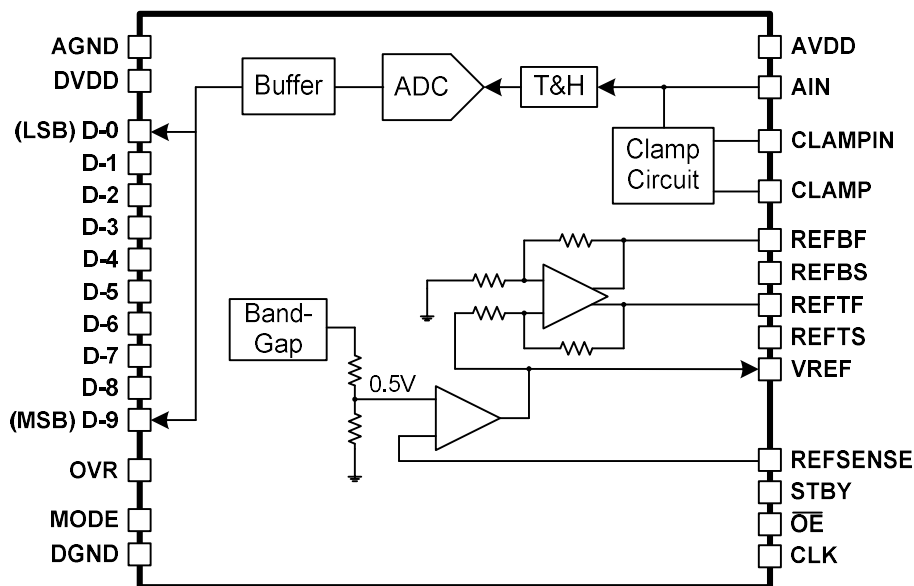 AGND
DVDD
(LSB) D-0
D-1
D-2
D-3
D-4
D-5
D-6
D-7
D-8
(MSB) D-9
OVR
MODE
DGND
Buffer
ADC
T&H
Clamp
Circuit
Band-
Gap
0.5V
AVDD
AIN
CLAMPIN
CLAMP
REFBF
REFBS
REFTF
REFTS
VREF
REFSENSE
STBY
O̅E̅
CLK